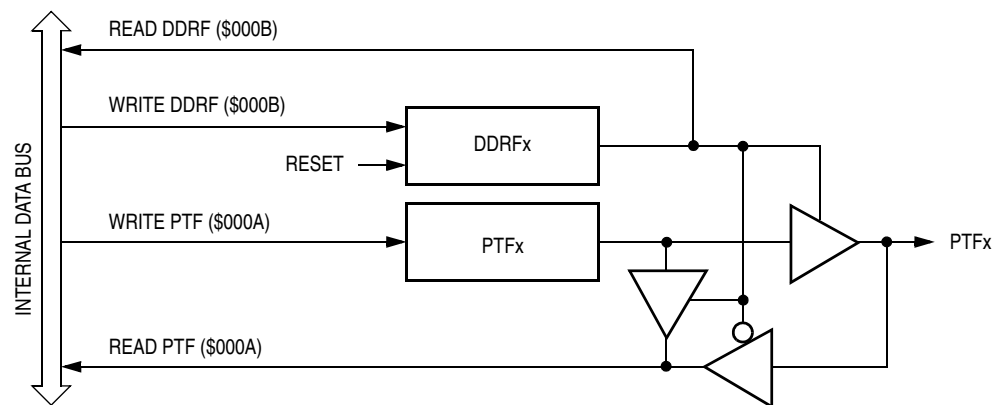 READ DDRF ($000B)
WRITE DDRF ($000B)
DDRFx
RESET
INTERNAL DATA BUS
WRITE PTF ($000A)
PTFx
PTFx
READ PTF ($000A)